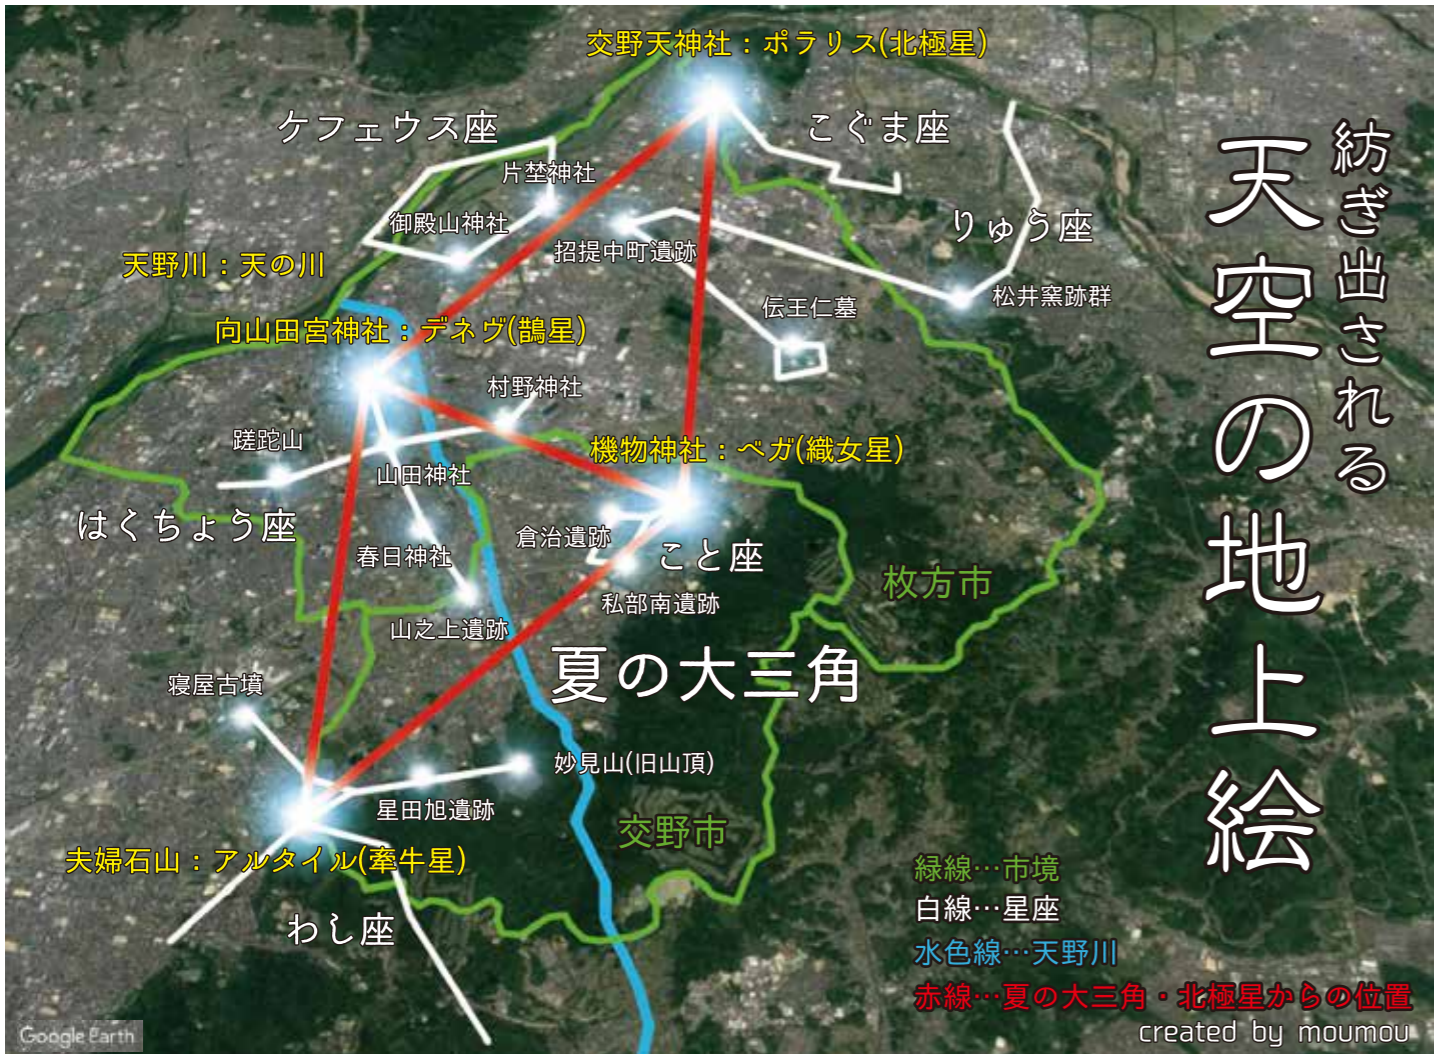 紡ぎ出される
天空の地上絵
交野天神社：ポラリス(北極星)
ケフェウス座
こぐま座
片埜神社
御殿山神社
りゅう座
招提中町遺跡
天野川：天の川
松井窯跡群
伝王仁墓
向山田宮神社：デネヴ(鵲星)
村野神社
蹉跎山
機物神社：ベガ(織女星)
山田神社
はくちょう座
倉治遺跡
春日神社
こと座
枚方市
私部南遺跡
山之上遺跡
夏の大三角
寝屋古墳
妙見山(旧山頂)
星田旭遺跡
交野市
夫婦石山：アルタイル(牽牛星)
わし座
緑線…市境
白線…星座
水色線…天野川
赤線…夏の大三角・北極星からの位置
created by moumou
Google Earth